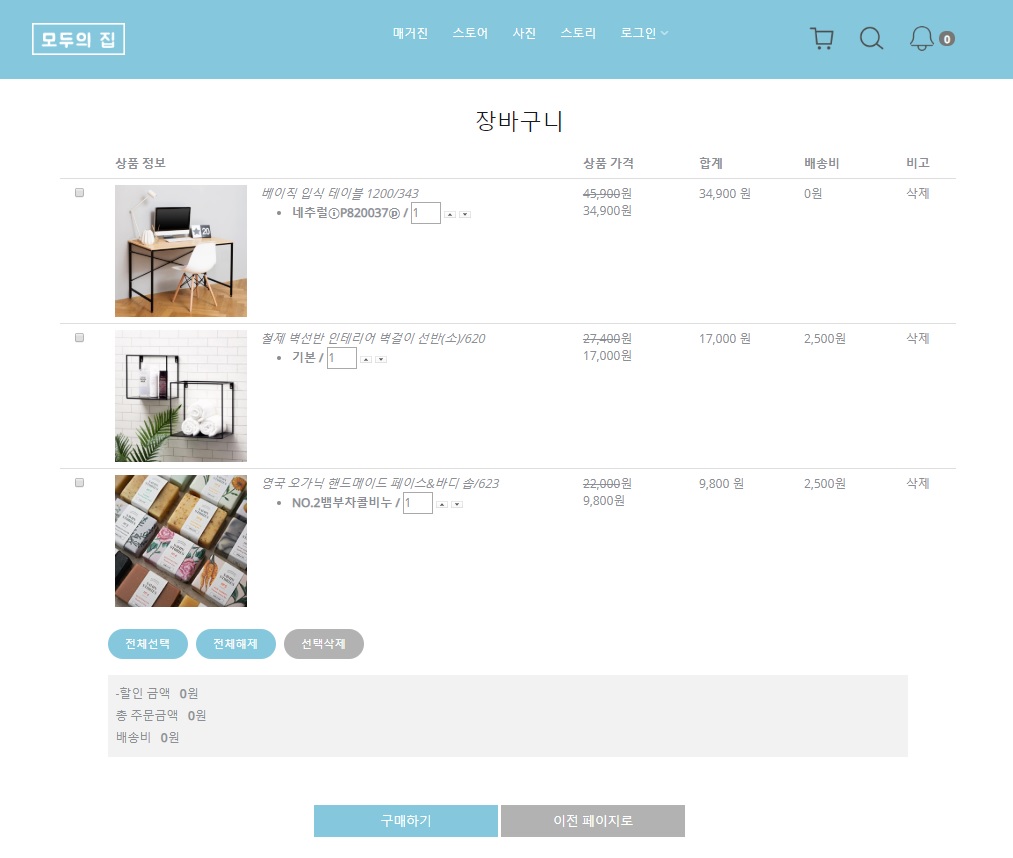 모두의 집
매거진 스토어 사진 스토리 로그인
0
장바구니
상품 정보 상품 가격 합계 배송비 비고
베이직 입식 테이블 1200/343 45,900원 34,900 원 0원 삭제
네추럴ⓘP820037ⓟ / 1 34,900원
20
철제 벽선반 인테리어 벽걸이 선반(소)/620 27,400원 17,000 원 2,500원 삭제
기본 / 1 17,000원
영국 오가닉 핸드메이드 페이스&바디 솝/623 22,000원 9,800 원 2,500원 삭제
NO.2뱀부차콜비누 / 1 9,800원
전체선택 전체해제 선택삭제
-할인 금액 0원
총 주문금액 0원
배송비 0원
구매하기 이전 페이지로